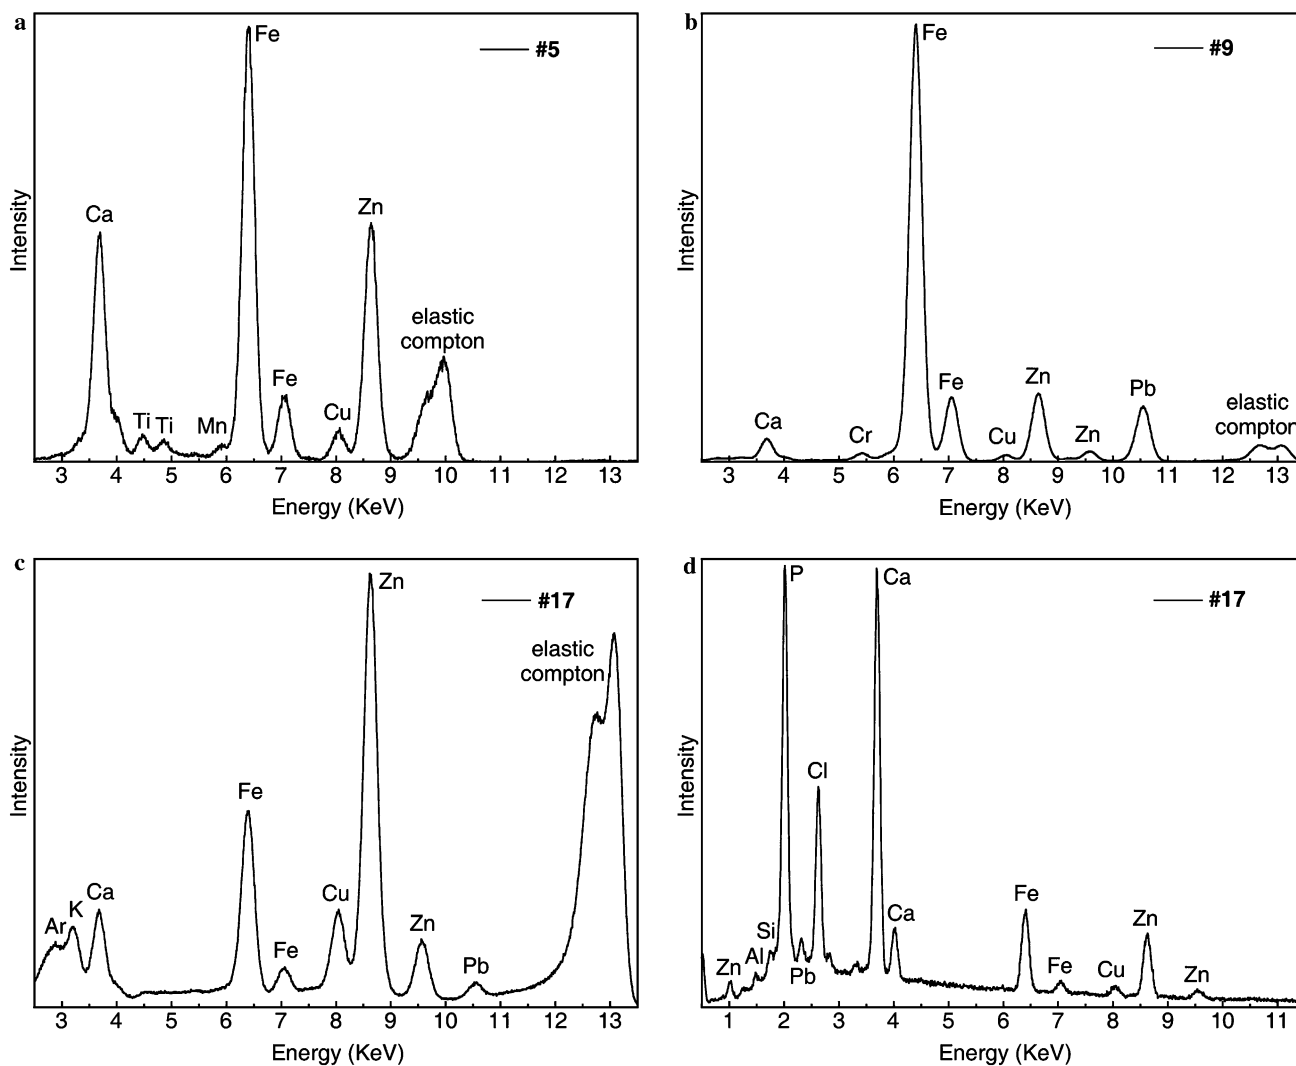 a
Fe
#5
Ca
Zn
elastic
compton
Fe
Ti
Ti
Mn
Cu
Intensity
3 4 5 6 7 8 9 10 11 12 13
Energy (KeV)
b
Fe
#9
Ca
Cr
Fe
Cu
Zn
Zn
Pb
elastic
compton
Intensity
3 4 5 6 7 8 9 10 11 12 13
Energy (KeV)
c
Zn
#17
elastic
compton
Fe
Ar
K
Ca
Fe
Cu
Zn
Pb
Intensity
3 4 5 6 7 8 9 10 11 12 13
Energy (KeV)
d
P
Ca
#17
Cl
Zn
Al
Si
Pb
Ca
Fe
Fe
Cu
Zn
Zn
Intensity
1 2 3 4 5 6 7 8 9 10 11
Energy (KeV)